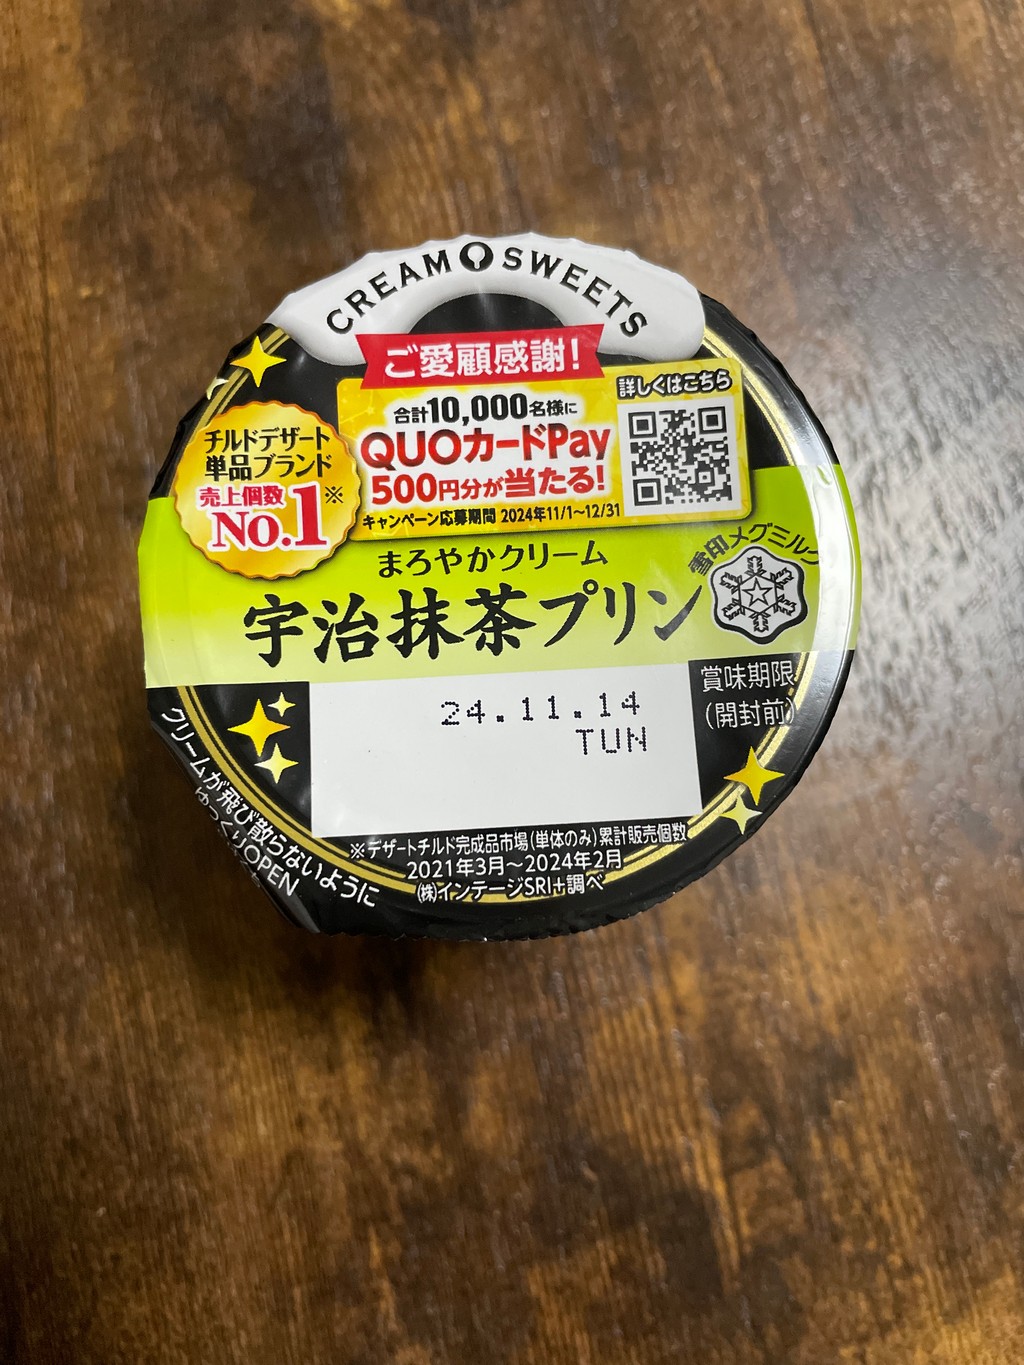 CREAM SWEETS
ご愛顧感謝!
詳しくはこちら
合計10,000名様に
QUOカードPay
500円分が当たる!
キャンペーン応募期間 2024年11/1~12/31
チルドデザート
単品ブランド
売上個数※
No.1
まろやかクリーム
雪印メグミルク
宇治抹茶プリン
賞味期限
(開封前)
24.11.14
TUN
※デザートチルド完成品市場(単体のみ)累計販売個数
2021年3月~2024年2月
(株)インテージSRI+調べ
クリームが飛び散らないように
ゆっくりOPEN